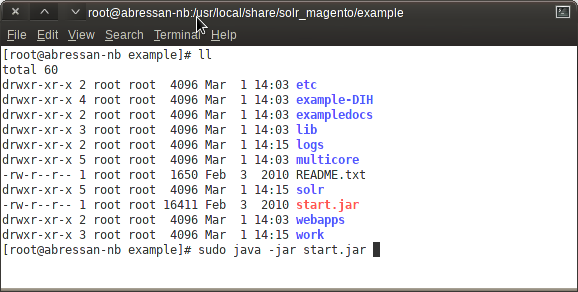 root@abressan-nb:/usr/local/share/solr_magento/example
File Edit View Search Terminal Help
[root@abressan-nb example]# ll
total 60
drwxr-xr-x 2 root root  4096 Mar  1 14:03 etc
drwxr-xr-x 4 root root  4096 Mar  1 14:03 example-DIH
drwxr-xr-x 2 root root  4096 Mar  1 14:03 exampledocs
drwxr-xr-x 3 root root  4096 Mar  1 14:03 lib
drwxr-xr-x 2 root root  4096 Mar  1 14:15 logs
drwxr-xr-x 5 root root  4096 Mar  1 14:03 multicore
-rw-r--r-- 1 root root  1650 Feb  3  2010 README.txt
drwxr-xr-x 5 root root  4096 Mar  1 14:15 solr
-rw-r--r-- 1 root root 16411 Feb  3  2010 start.jar
drwxr-xr-x 2 root root  4096 Mar  1 14:03 webapps
drwxr-xr-x 3 root root  4096 Mar  1 14:15 work
[root@abressan-nb example]# sudo java -jar start.jar